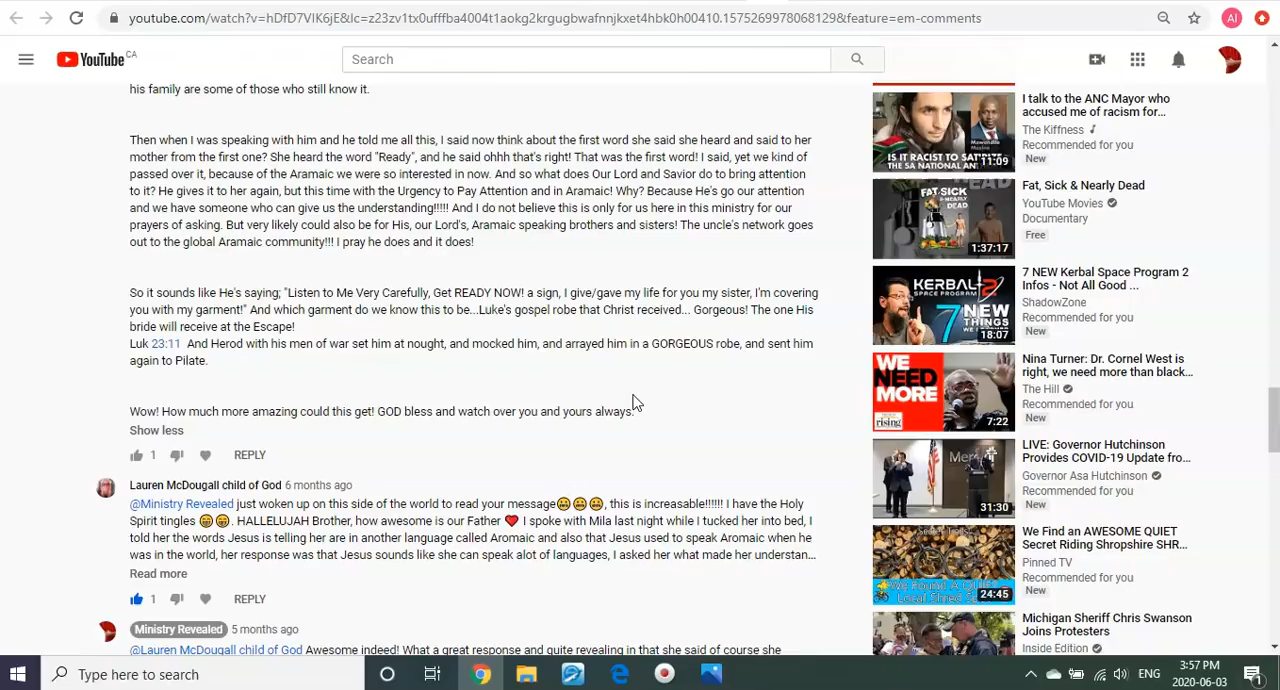 youtube.com/watch?v=hDfD7VIK6jE&lc=z23zv1tx0ufffba4004t1aokg2krgugbwafnnjkxet4hbk0h00410.1575269978068129&feature=em-comments
Al
YouTube CA
Search
his family are some of those who still know it.
Then when I was speaking with him and he told me all this, I said now think about the first word she said she heard and said to her
mother from the first one? She heard the word "Ready", and he said ohhh that's right! That was the first word! I said, yet we kind of
passed over it, because of the Aramaic we were so interested in now. And so what does Our Lord and Savior do to bring attention
to it? He gives it to her again, but this time with the Urgency to Pay Attention and in Aramaic! Why? Because He's go our attention
and we have someone who can give us the understanding!!!!! And I do not believe this is only for us here in this ministry for our
prayers of asking. But very likely could also be for His, our Lord's, Aramaic speaking brothers and sisters! The uncle's network goes
out to the global Aramaic community!!! I pray he does and it does!
So it sounds like He's saying; "Listen to Me Very Carefully, Get READY NOW! a sign, I give/gave my life for you my sister, I'm covering
you with my garment!" And which garment do we know this to be...Luke's gospel robe that Christ received... Gorgeous! The one His
bride will receive at the Escape!
Luk 23:11 And Herod with his men of war set him at nought, and mocked him, and arrayed him in a GORGEOUS robe, and sent him
again to Pilate.
Wow! How much more amazing could this get! GOD bless and watch over you and yours always.
Show less
1 REPLY
Lauren McDougall child of God 6 months ago
@Ministry Revealed just woken up on this side of the world to read your message😀😀😀, this is increasable!!!!!! I have the Holy
Spirit tingles 😀😀. HALLELUJAH Brother, how awesome is our Father ❤ I spoke with Mila last night while I tucked her into bed, I
told her the words Jesus is telling her are in another language called Aromaic and also that Jesus used to speak Aromaic when he
was in the world, her response was that Jesus sounds like she can speak alot of languages, I asked her what made her understan...
Read more
1 REPLY
Ministry Revealed 5 months ago
@Lauren McDougall child of God Awesome indeed! What a great response and quite revealing in that she said of course she
IS IT RACIST TO SATIRIZE
THE SA NATIONAL AN
11:09
I talk to the ANC Mayor who
accused me of racism for...
The Kiffness
Recommended for you
New
FAT, SICK
& NEARLY
DEAD
1:37:17
Fat, Sick & Nearly Dead
YouTube Movies
Documentary
Free
KERBAL 2
7 NEW
THINGS
18:07
7 NEW Kerbal Space Program 2
Infos - Not All Good ...
ShadowZone
Recommended for you
New
WE
NEED
MORE
rising
7:22
Nina Turner: Dr. Cornel West is
right, we need more than black...
The Hill
Recommended for you
New
31:30
LIVE: Governor Hutchinson
Provides COVID-19 Update fro...
Governor Asa Hutchinson
Recommended for you
New
24:45
We Find an AWESOME QUIET
Secret Riding Shropshire SHR...
Pinned TV
Recommended for you
New
Michigan Sheriff Chris Swanson
Joins Protesters
Inside Edition
Type here to search
ENG
3:57 PM
2020-06-03
1